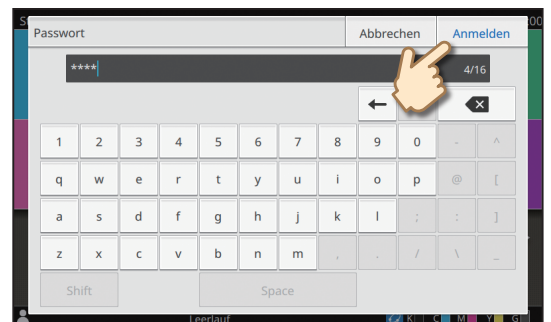 Passwort Abbrechen Anmelden
**** 4/16
1 2 3 4 5 6 7 8 9 0 - ^
q w e r t y u i o p @ [
a s d f g h j k l ; : ]
z x c v b n m , . / \ _
Shift Space
Leerlauf K C M Y G